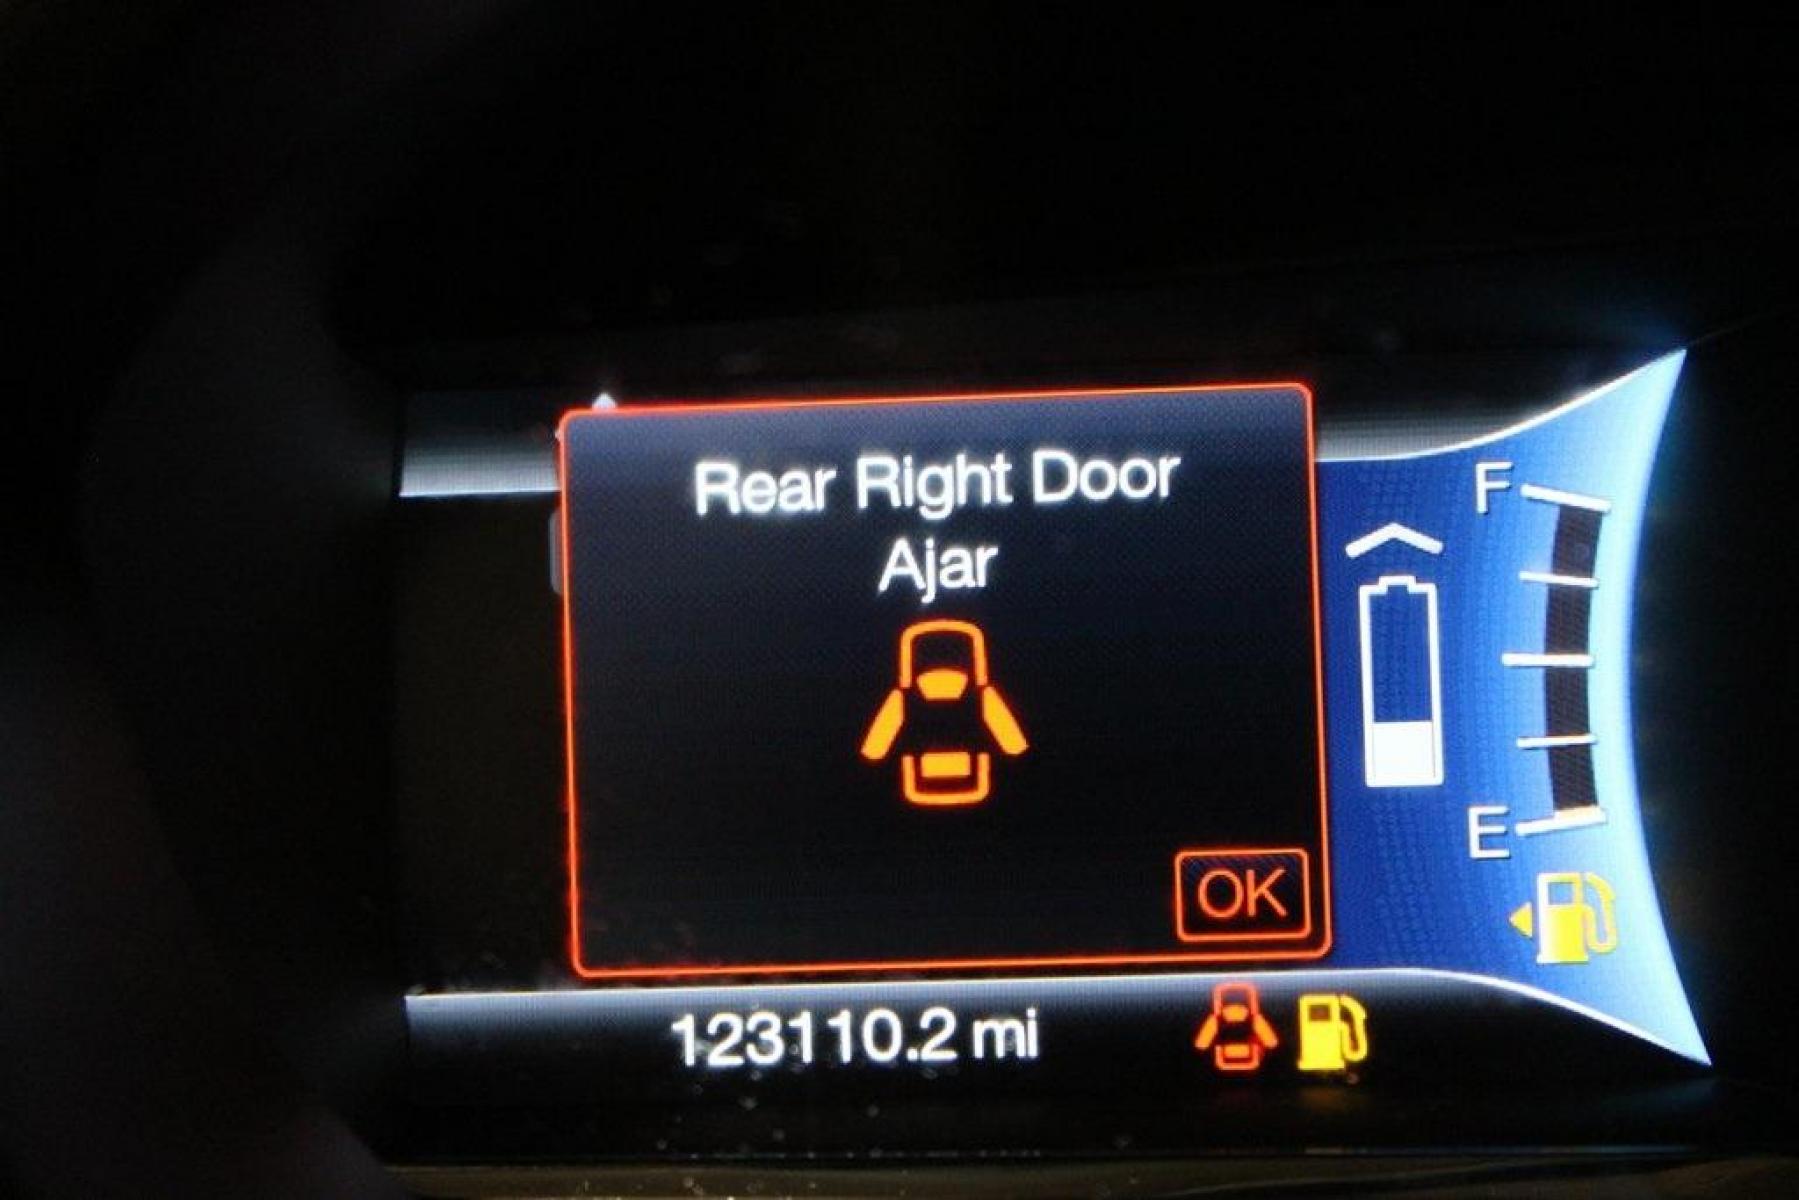 Rear Right Door
Ajar
OK
F
E
123110.2 mi